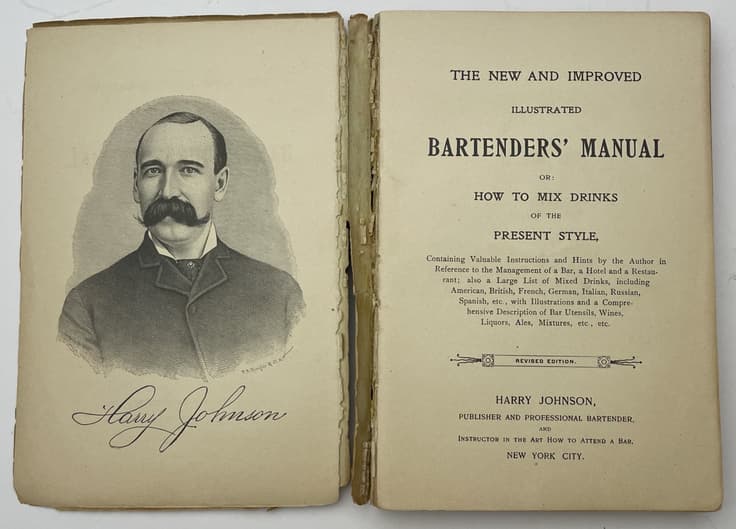 Harry Johnson
THE NEW AND IMPROVED
ILLUSTRATED
BARTENDERS' MANUAL
OR:
HOW TO MIX DRINKS
OF THE
PRESENT STYLE,
Containing Valuable Instructions and Hints by the Author in
Reference to the Management of a Bar, a Hotel and a Restau-
rant; also a Large List of Mixed Drinks, including
American, British, French, German, Italian, Russian,
Spanish, etc., with Illustrations and a Compre-
hensive Description of Bar Utensils, Wines,
Liquors, Ales, Mixtures, etc., etc.
REVISED EDITION.
HARRY JOHNSON,
PUBLISHER AND PROFESSIONAL BARTENDER,
AND
INSTRUCTOR IN THE ART HOW TO ATTEND A BAR,
NEW YORK CITY.